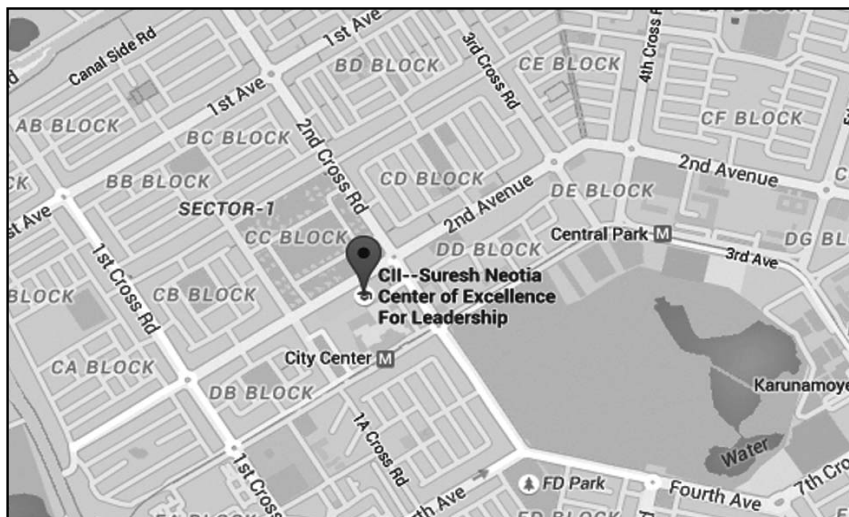 1st Ave
BD BLOCK
3rd Cross Rd
CE BLOCK
4th Cross Rd
BLOCK
Canal Side Rd
1st Ave
AB BLOCK
BC BLOCK
2nd Cross Rd
CF BLOCK
BB BLOCK
CD BLOCK
2nd Avenue
DE BLOCK
2nd Avenue
SECTOR-1
st Ave
CC BLOCK
DD BLOCK
Central Park M
DG BLOCK
3rd Ave
1st Cross Rd
CB BLOCK
BLOCK
CII--Suresh Neotia
Center of Excellence
For Leadership
City Center M
CA BLOCK
DB BLOCK
Karunamoye
1A Cross Rd
1st Cross
Water
FD Park
Fourth Ave
7th Cro